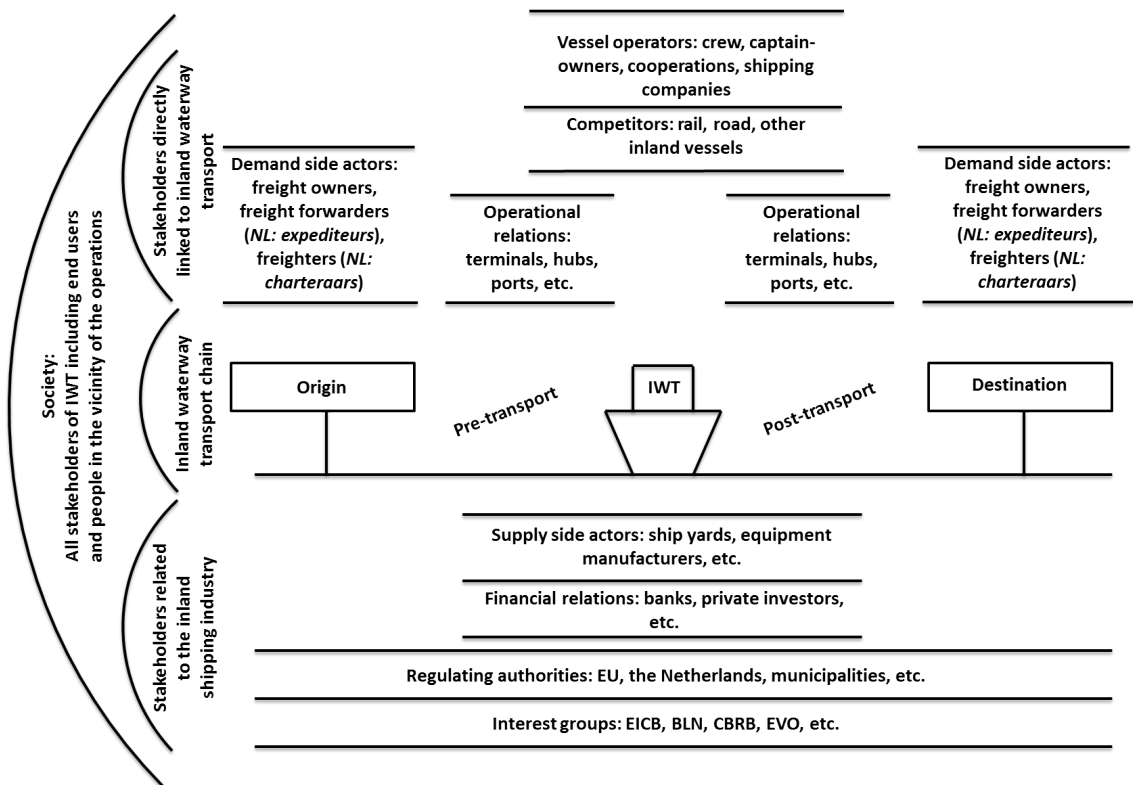 Society:
All stakeholders of IWT including end users
and people in the vicinity of the operations
Stakeholders directly
linked to inland waterway
transport
Vessel operators: crew, captain-
owners, cooperations, shipping
companies
Competitors: rail, road, other
inland vessels
Demand side actors:
freight owners,
freight forwarders
(NL: expediteurs),
freighters (NL:
charteraars)
Operational
relations:
terminals, hubs,
ports, etc.
Operational
relations:
terminals, hubs,
ports, etc.
Demand side actors:
freight owners,
freight forwarders
(NL: expediteurs),
freighters (NL:
charteraars)
Inland waterway
transport chain
Origin
Pre-transport
IWT
Post-transport
Destination
Stakeholders related
to the inland
shipping industry
Supply side actors: ship yards, equipment
manufacturers, etc.
Financial relations: banks, private investors,
etc.
Regulating authorities: EU, the Netherlands, municipalities, etc.
Interest groups: EICB, BLN, CBRB, EVO, etc.